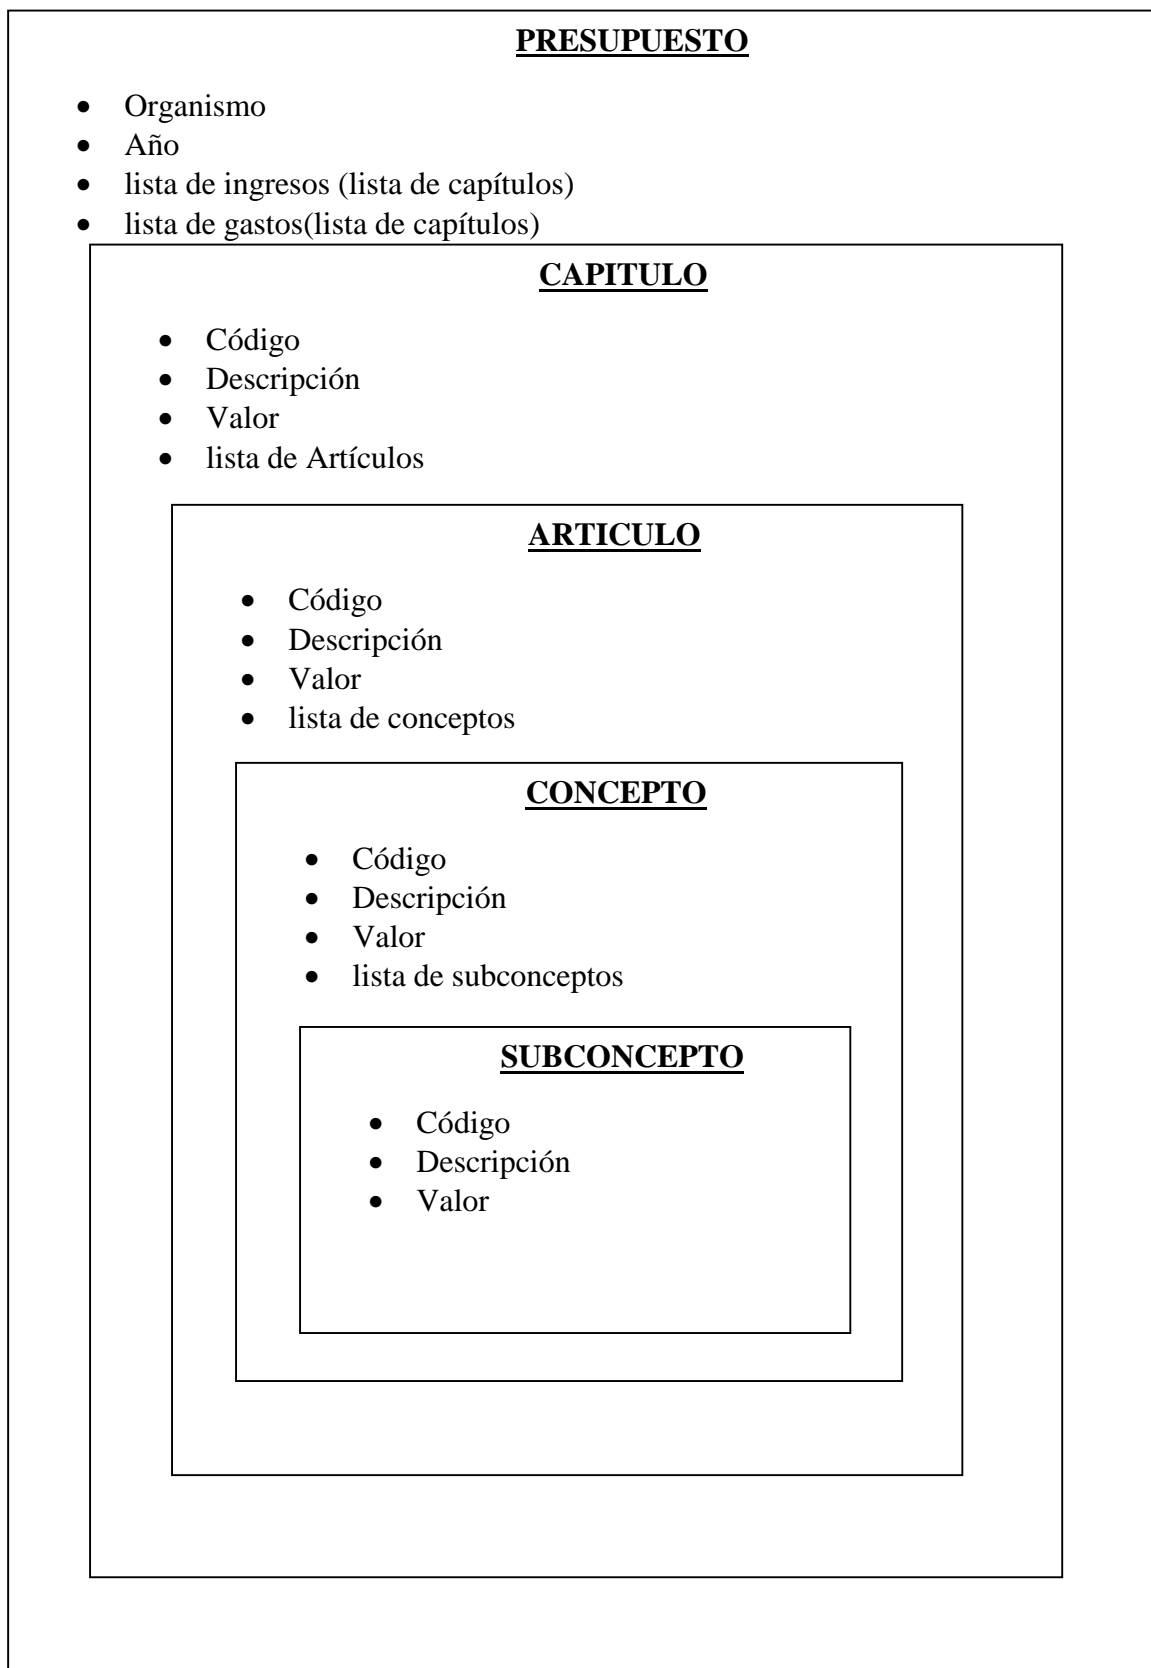 PRESUPUESTO
• Organismo
• Año
• lista de ingresos (lista de capítulos)
• lista de gastos(lista de capítulos)
CAPITULO
• Código
• Descripción
• Valor
• lista de Artículos
ARTICULO
• Código
• Descripción
• Valor
• lista de conceptos
CONCEPTO
• Código
• Descripción
• Valor
• lista de subconceptos
SUBCONCEPTO
• Código
• Descripción
• Valor